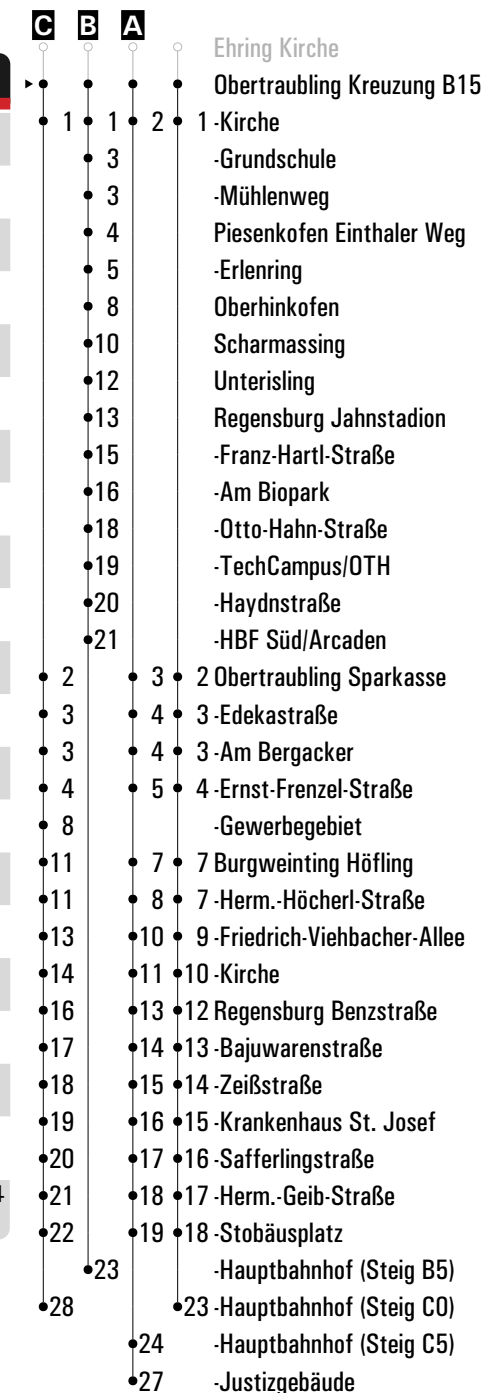 C B A
Ehring Kirche
Obertraubling Kreuzung B15
1 1 2 1 -Kirche
3 -Grundschule
3 -Mühlenweg
4 Piesenkofen Einthaler Weg
5 -Erlenring
8 Oberhinkofen
10 Scharmassing
12 Unterisling
13 Regensburg Jahnstadion
15 -Franz-Hartl-Straße
16 -Am Biopark
18 -Otto-Hahn-Straße
19 -TechCampus/OTH
20 -Haydnstraße
21 -HBF Süd/Arcaden
2 3 2 Obertraubling Sparkasse
3 4 3 -Edekastraße
3 4 3 -Am Bergacker
4 5 4 -Ernst-Frenzel-Straße
8 -Gewerbegebiet
11 7 7 Burgweinting Höfling
11 8 7 -Herm.-Höcherl-Straße
13 10 9 -Friedrich-Viehbacher-Allee
14 11 10 -Kirche
16 13 12 Regensburg Benzstraße
17 14 13 -Bajuwarenstraße
18 15 14 -Zeißstraße
19 16 15 -Krankenhaus St. Josef
20 17 16 -Safferlingstraße
21 18 17 -Herm.-Geib-Straße
22 19 18 -Stobäusplatz
23 -Hauptbahnhof (Steig B5)
28 23 -Hauptbahnhof (Steig C0)
24 -Hauptbahnhof (Steig C5)
27 -Justizgebäude